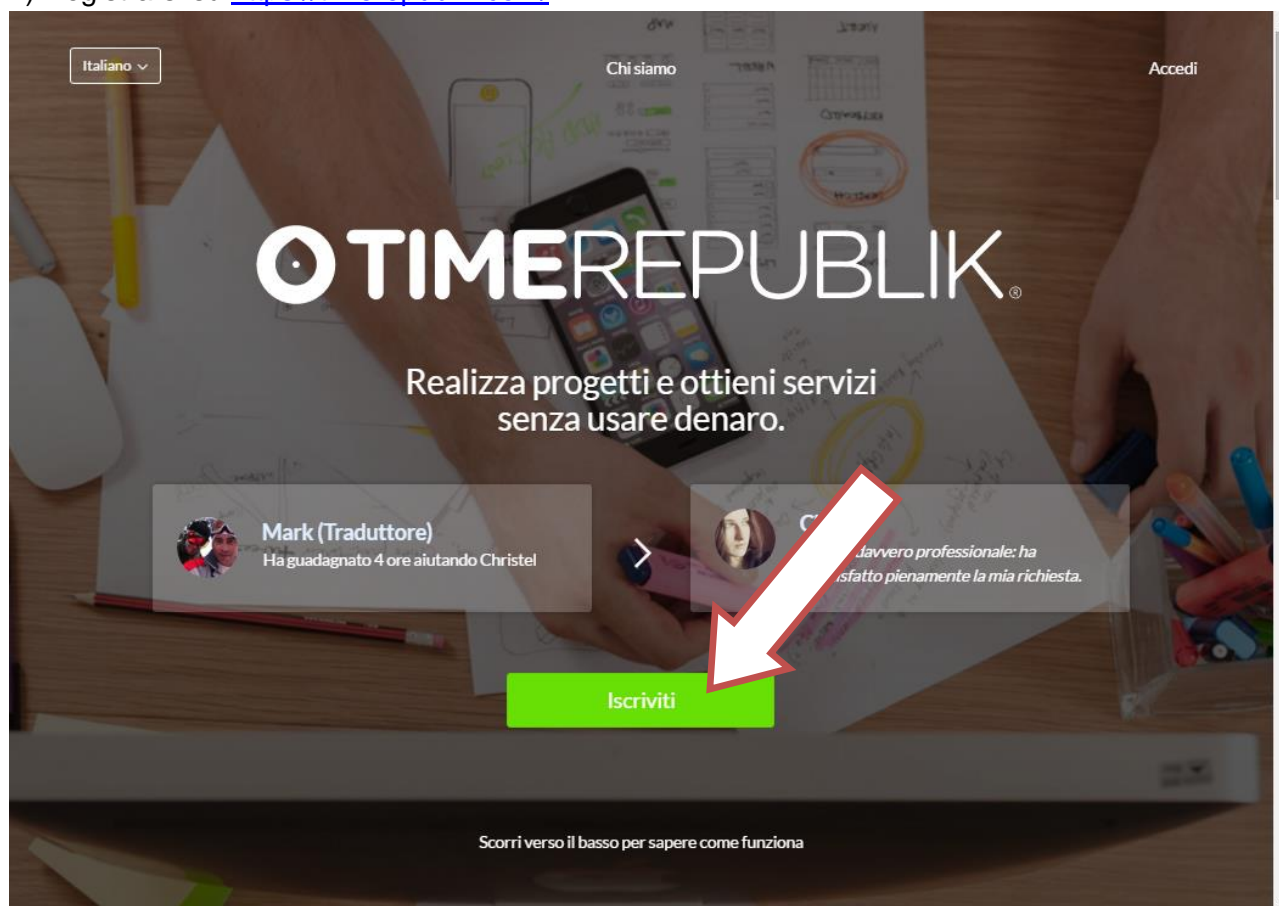 Italiano
Chi siamo
Accedi
TIMEREPUBLIK®
Realizza progetti e ottieni servizi
senza usare denaro.
Mark (Traduttore)
Ha guadagnato 4 ore aiutando Christel
davvero professionale: ha
pienamente la mia richiesta.
Iscriviti
Scorri verso il basso per sapere come funziona